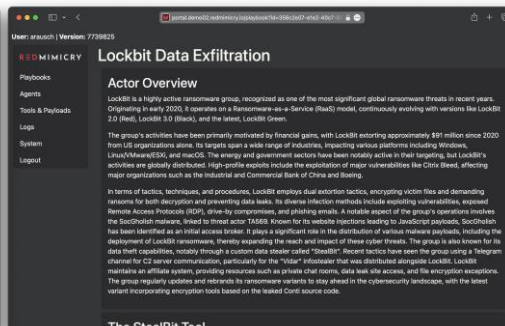 portal.demo02.redmimicry.io/playbook?id=
User: arausch | Version: 7739825
REDMIMICRY
Playbooks
Agents
Tools & Payloads
Logs
System
Logout
Lockbit Data Exfiltration
Actor Overview
LockBit is a highly active ransomware group, recognized as one of the most significant global ransomware threats in recent years.
Originating in early 2020, it operates on a Ransomware-as-a-Service (RaaS) model, continuously evolving with versions like LockBit
2.0 (Red), LockBit 3.0 (Black), and the latest, LockBit Green.
The group's activities have been primarily motivated by financial gains, with LockBit extorting approximately $91 million since 2020
from US organizations alone. Its targets span a wide range of industries, impacting various platforms including Windows,
Linux/VMware/ESXi, and macOS. The energy and government sectors have been notably active in their targeting, but LockBit's
activities are globally distributed. High-profile exploits include the exploitation of major vulnerabilities like Citrix Bleed, affecting
major organizations such as the Industrial and Commercial Bank of China and Boeing.
In terms of tactics, techniques, and procedures, LockBit employs dual extortion tactics, encrypting victim files and demanding
ransoms for both decryption and preventing data leaks. Its diverse infection methods include exploiting vulnerabilities, exposed
Remote Access Protocols (RDP), drive-by compromises, and phishing emails. A notable aspect of the group's operations involves
the SocGholish malware, linked to threat actor TA569. Known for its website injections leading to JavaScript payloads, SocGholish
has been identified as an initial access broker. It plays a significant role in the distribution of various malware payloads, including the
deployment of LockBit ransomware, thereby expanding the reach and impact of these cyber threats. The group is also known for its
data theft capabilities, notably through a custom data stealer called "StealBit". Recent tactics have seen the group using a Telegram
channel for C2 server communication, particularly for the "Vidar" infostealer that was distributed alongside LockBit. LockBit
maintains an affiliate system, providing resources such as private chat rooms, data leak site access, and file encryption exceptions.
The group regularly updates and rebrands its ransomware variants to stay ahead in the cybersecurity landscape, with the latest
variant incorporating encryption tools based on the leaked Conti source code.
The StealBit Tool